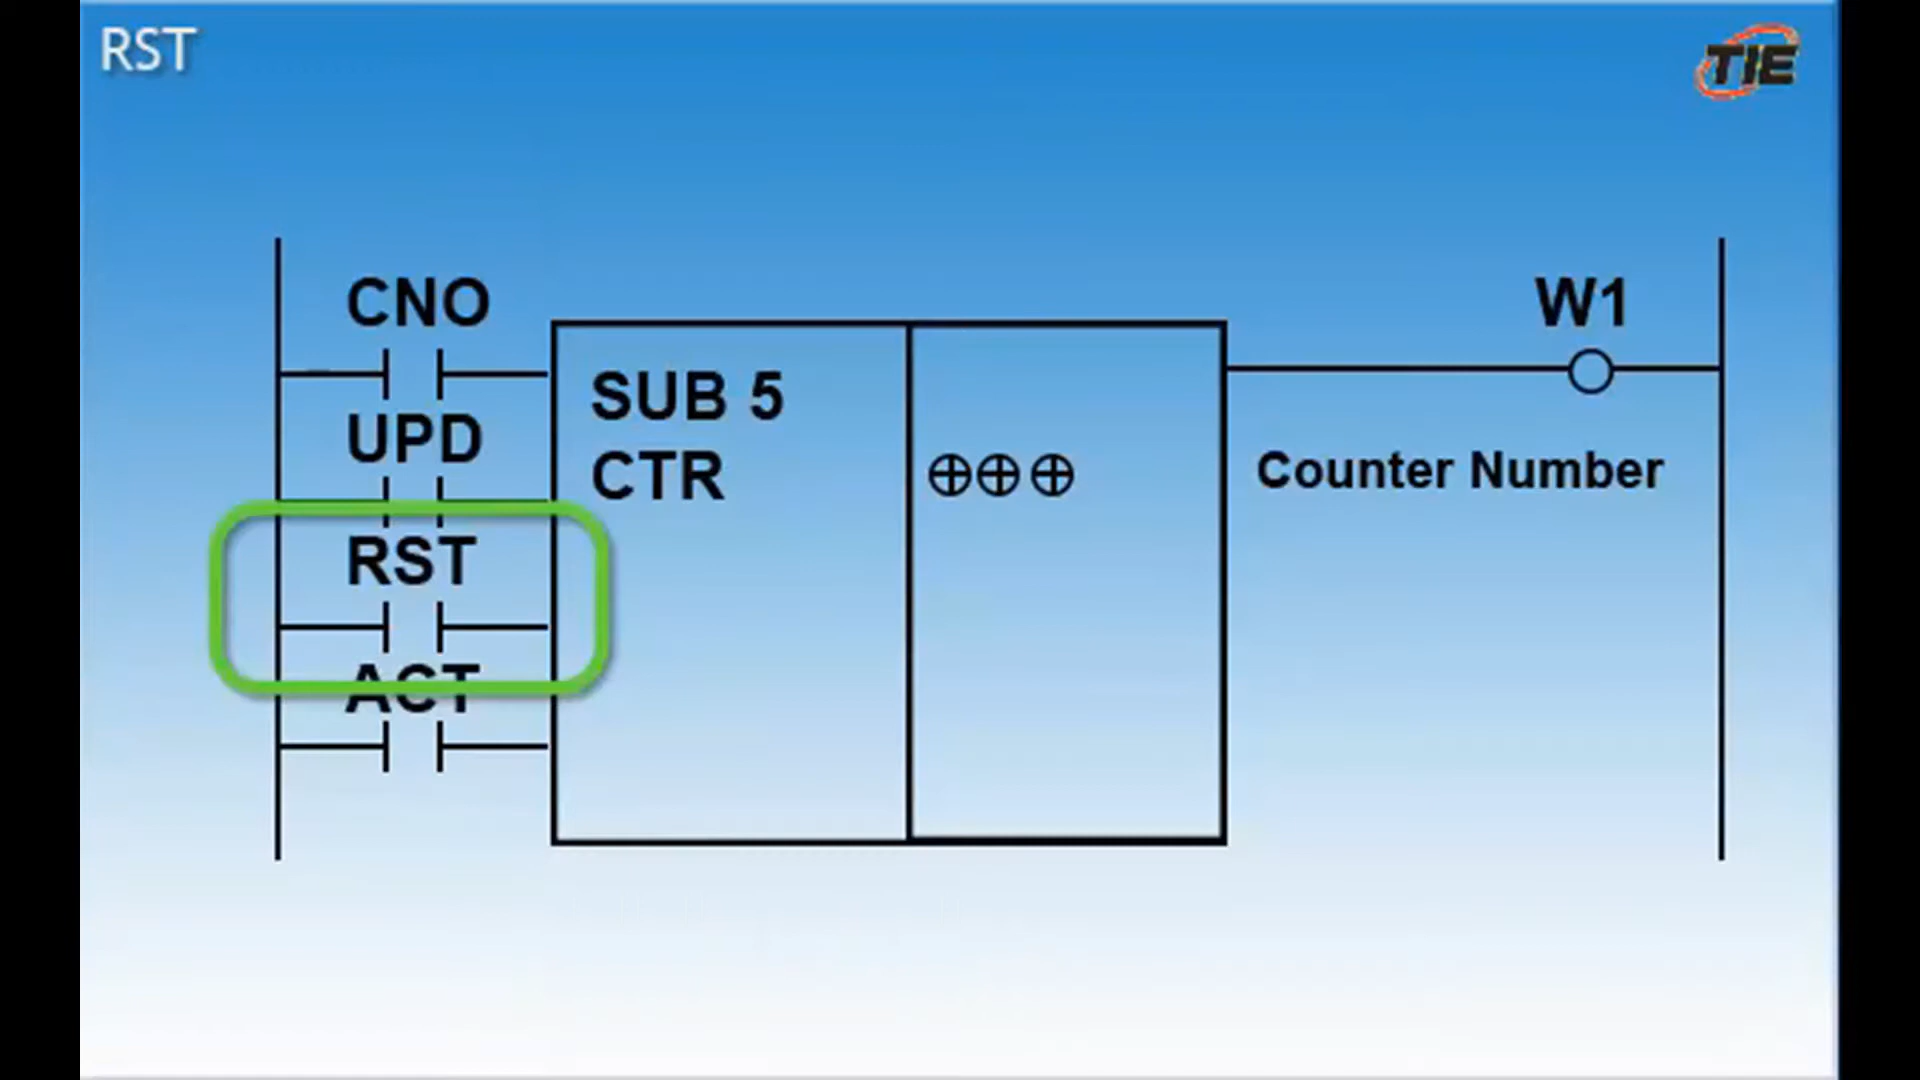 RST
TIE
CNO
UPD
RST
ACT
SUB 5
CTR
W1
Counter Number